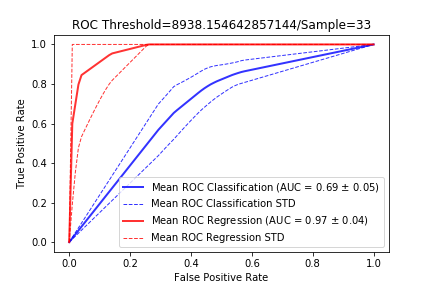 ROC Threshold=8938.154642857144/Sample=33
1.0
0.8
0.6
0.4
0.2
0.0
True Positive Rate
Mean ROC Classification (AUC = 0.69 ± 0.05)
Mean ROC Classification STD
Mean ROC Regression (AUC = 0.97 ± 0.04)
Mean ROC Regression STD
0.0 0.2 0.4 0.6 0.8 1.0
False Positive Rate